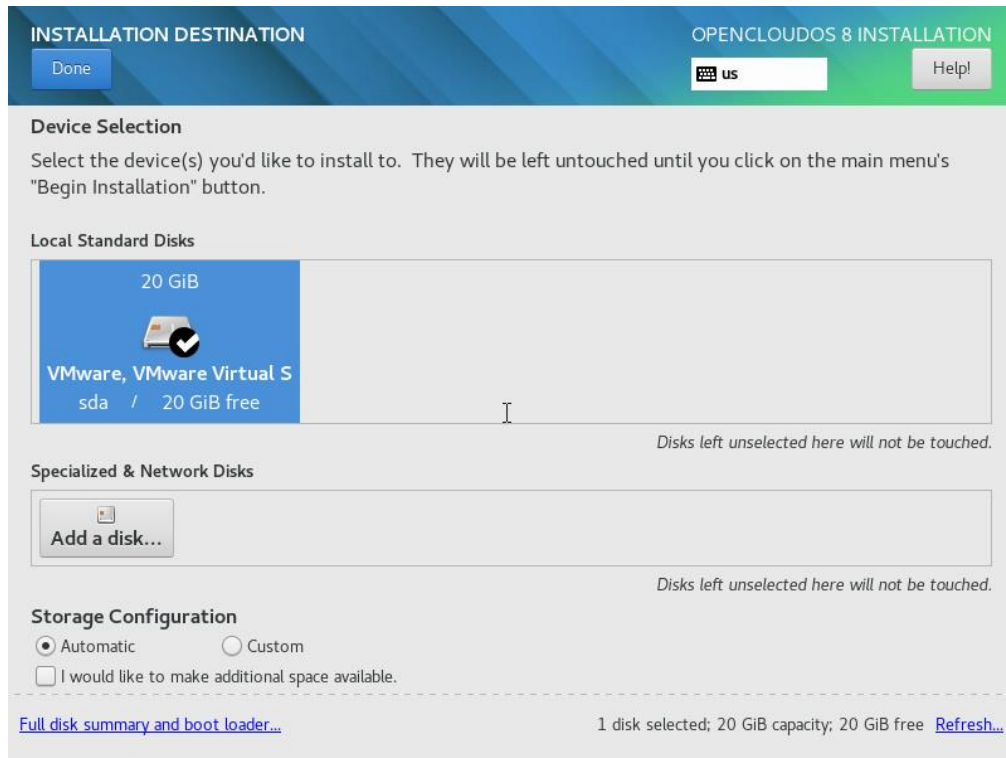 INSTALLATION DESTINATION
OPENCLOUDOS 8 INSTALLATION
Done
us
Help!
Device Selection
Select the device(s) you'd like to install to. They will be left untouched until you click on the main menu's
"Begin Installation" button.
Local Standard Disks
20 GiB
VMware, VMware Virtual S
sda / 20 GiB free
Disks left unselected here will not be touched.
Specialized & Network Disks
Add a disk...
Disks left unselected here will not be touched.
Storage Configuration
Automatic
Custom
I would like to make additional space available.
Full disk summary and boot loader...
1 disk selected; 20 GiB capacity; 20 GiB free Refresh...